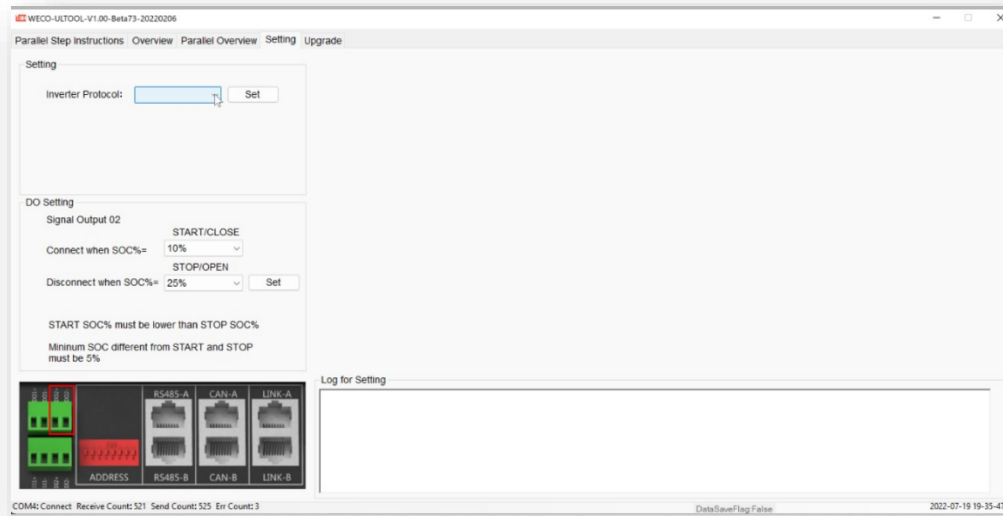 WECO-ULTOOL-V1.00-Beta73-20220206
Parallel Step Instructions Overview Parallel Overview Setting Upgrade
Setting
Inverter Protocol: Set
DO Setting
Signal Output 02
START/CLOSE
Connect when SOC%= 10%
STOP/OPEN
Disconnect when SOC%= 25% Set
START SOC% must be lower than STOP SOC%
Mininum SOC different from START and STOP
must be 5%
RS485-A CAN-A LINK-A
ADDRESS RS485-B CAN-B LINK-B
Log for Setting
COM4: Connect Receive Count: 521 Send Count: 525 Err Count: 3 DataSaveFlag:False 2022-07-19 19-35-47